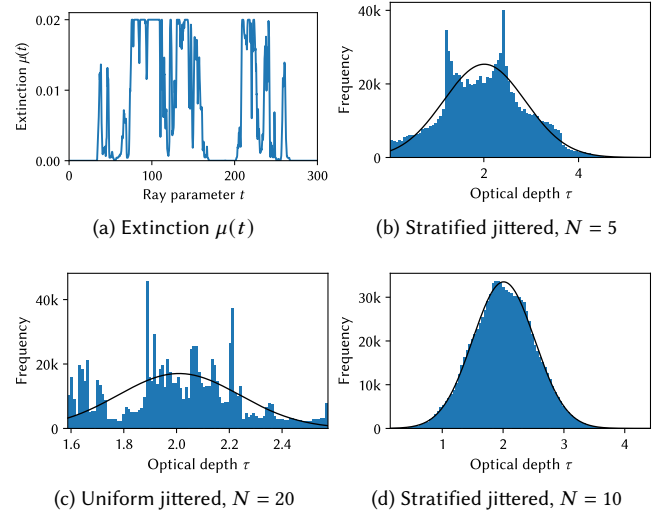 0.02
0.01
0.00
Extinction μ(t)
0
100
200
300
Ray parameter t
(a) Extinction μ(t)
40k
20k
0
Frequency
2
4
Optical depth τ
(b) Stratified jittered, N = 5
40k
20k
0
Frequency
1.6
1.8
2.0
2.2
2.4
Optical depth τ
(c) Uniform jittered, N = 20
30k
20k
10k
0
Frequency
1
2
3
4
Optical depth τ
(d) Stratified jittered, N = 10